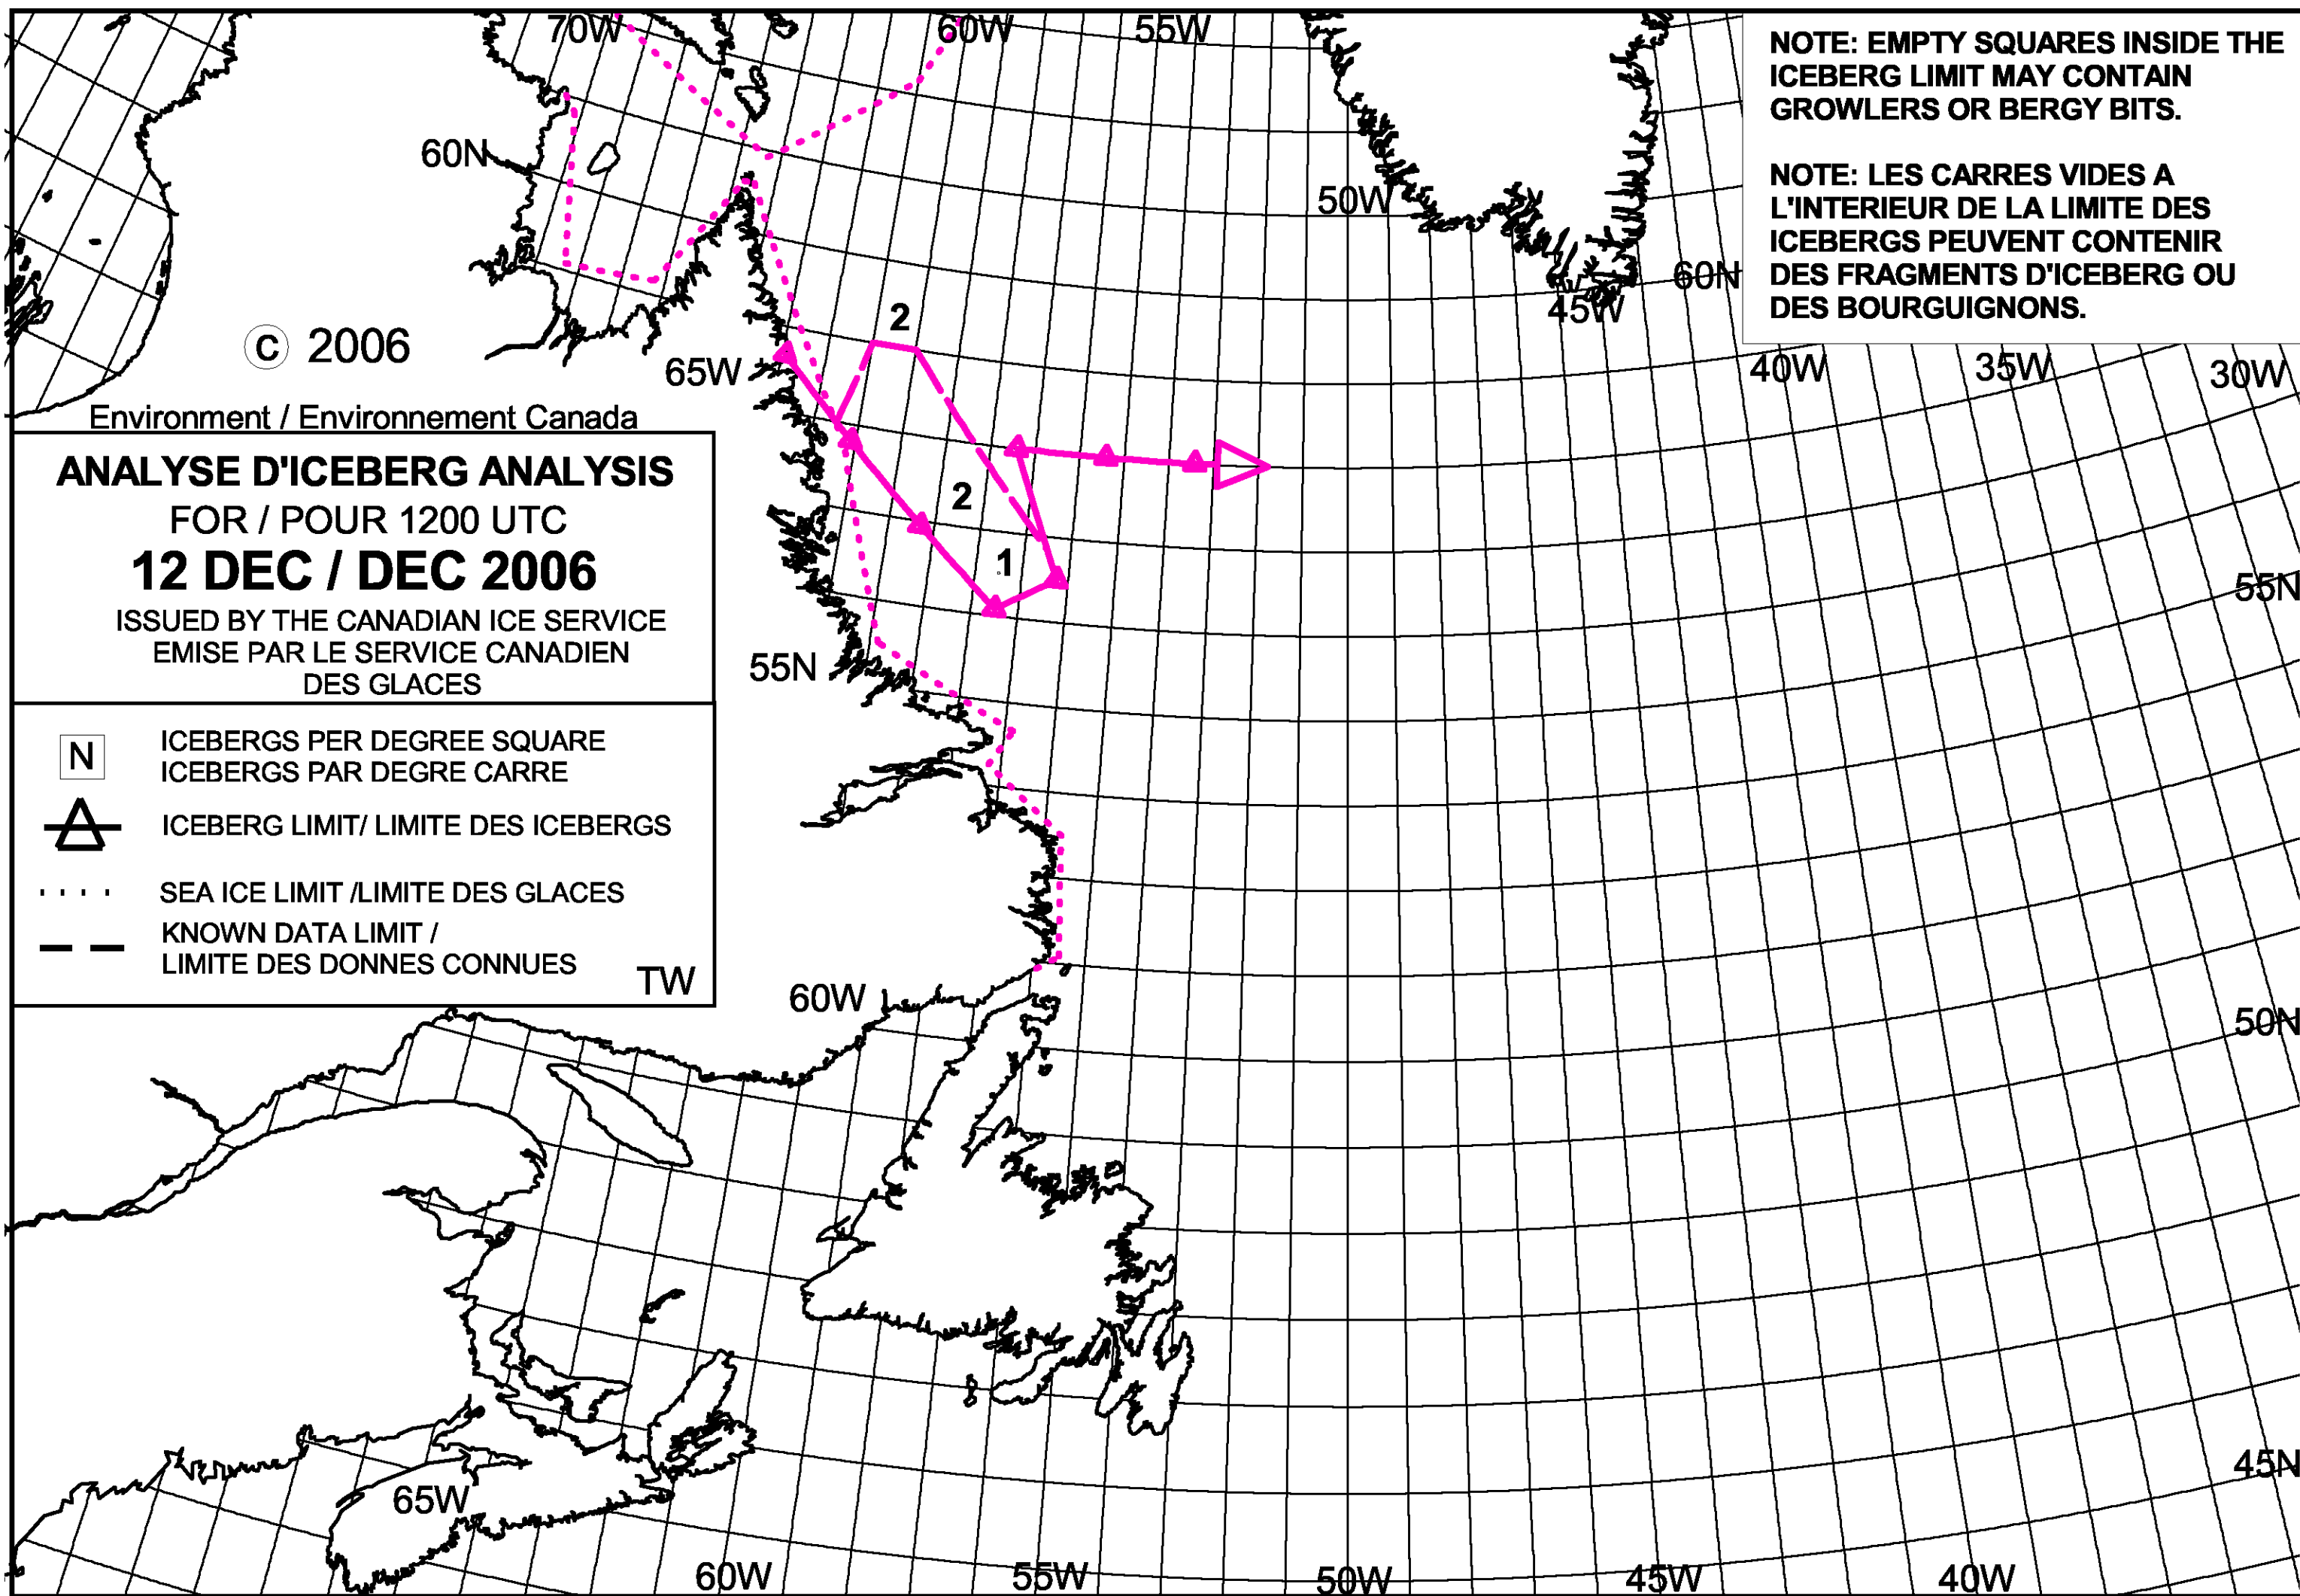 70W
60W
55W
NOTE: EMPTY SQUARES INSIDE THE
ICEBERG LIMIT MAY CONTAIN
GROWLERS OR BERGY BITS.
NOTE: LES CARRES VIDES A
L'INTERIEUR DE LA LIMITE DES
ICEBERGS PEUVENT CONTENIR
DES FRAGMENTS D'ICEBERG OU
DES BOURGUIGNONS.
60N
50W
60N
45W
2
© 2006
65W
40W
35W
30W
Environment / Environnement Canada
ANALYSE D'ICEBERG ANALYSIS
FOR / POUR 1200 UTC
12 DEC / DEC 2006
ISSUED BY THE CANADIAN ICE SERVICE
EMISE PAR LE SERVICE CANADIEN
DES GLACES
2
1
55N
55N
N
ICEBERGS PER DEGREE SQUARE
ICEBERGS PAR DEGRE CARRE
ICEBERG LIMIT/ LIMITE DES ICEBERGS
SEA ICE LIMIT /LIMITE DES GLACES
KNOWN DATA LIMIT /
LIMITE DES DONNES CONNUES
TW
60W
50N
45N
65W
60W
55W
50W
45W
40W